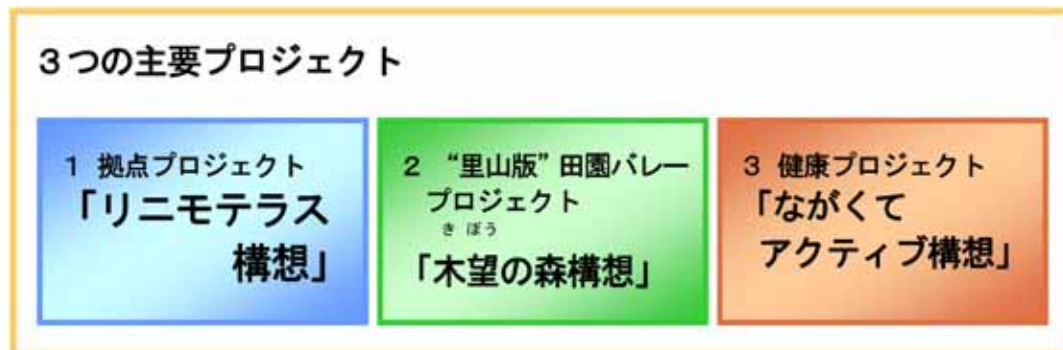 3つの主要プロジェクト
1 拠点プロジェクト
「リニモテラス
構想」
2 “里山版”田園バレー
プロジェクト
きぼう
「木望の森構想」
3 健康プロジェクト
「ながくて
アクティブ構想」